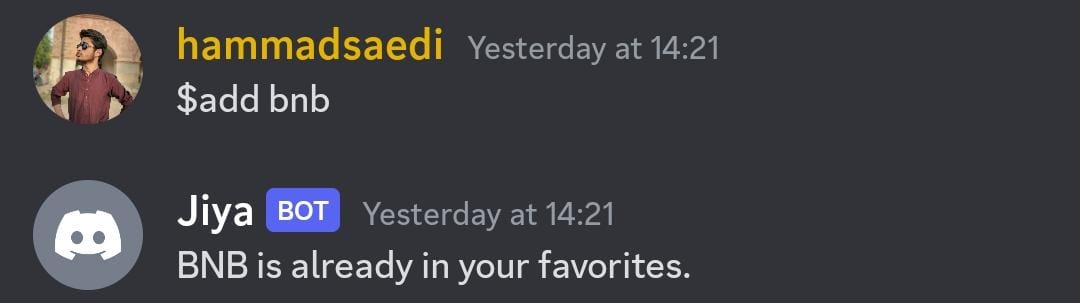 hammadsaedi Yesterday at 14:21
$add bnb
Jiya BOT Yesterday at 14:21
BNB is already in your favorites.